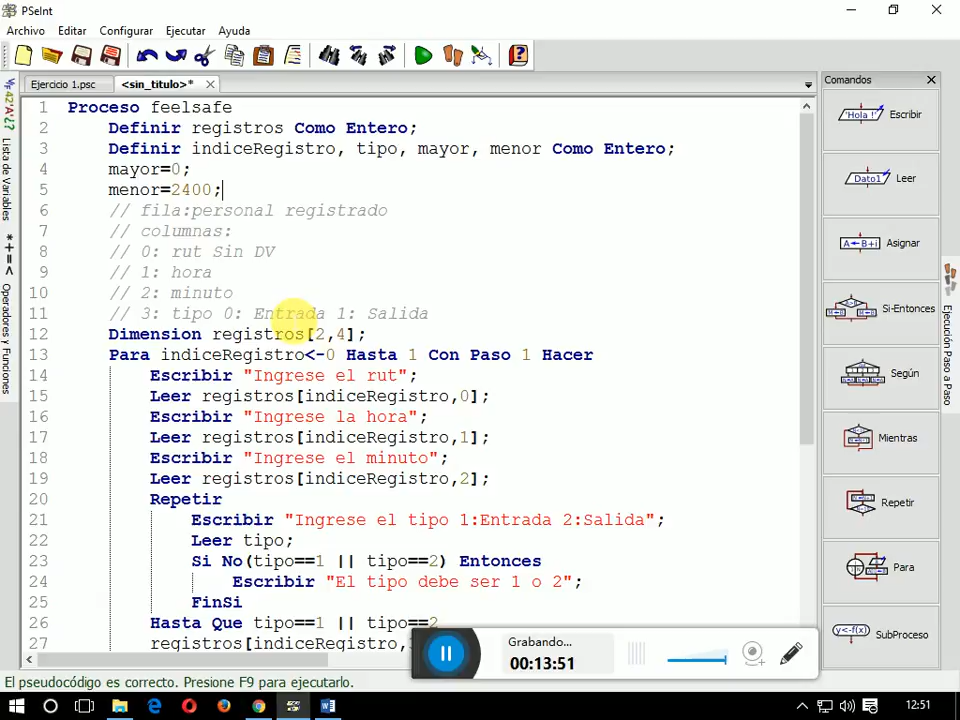 PSeInt
Archivo Editar Configurar Ejecutar Ayuda
Ejercicio 1.psc <sin_titulo>*
Comandos
Lista de Variables
Operadores y Funciones
1 Proceso feelsafe
2 Definir registros Como Entero;
3 Definir indiceRegistro, tipo, mayor, menor Como Entero;
4 mayor=0;
5 menor=2400;
6 // fila:personal registrado
7 // columnas:
8 // 0: rut Sin DV
9 // 1: hora
10 // 2: minuto
11 // 3: tipo 0: Entrada 1: Salida
12 Dimension registros[2,4];
13 Para indiceRegistro<-0 Hasta 1 Con Paso 1 Hacer
14 Escribir "Ingrese el rut";
15 Leer registros[indiceRegistro,0];
16 Escribir "Ingrese la hora";
17 Leer registros[indiceRegistro,1];
18 Escribir "Ingrese el minuto";
19 Leer registros[indiceRegistro,2];
20 Repetir
21 Escribir "Ingrese el tipo 1:Entrada 2:Salida";
22 Leer tipo;
23 Si No(tipo==1 || tipo==2) Entonces
24 Escribir "El tipo debe ser 1 o 2";
25 FinSi
26 Hasta Que tipo==1 || tipo==2
27 registros[indiceRegistro,
'Hola !' Escribir
Dato1 Leer
A←B+i Asignar
Si-Entonces
Según
Mientras
Repetir
Para
y<-f(x) SubProceso
Ejecución Paso a Paso
Grabando...
00:13:51
El pseudocódigo es correcto. Presione F9 para ejecutarlo.
12:51